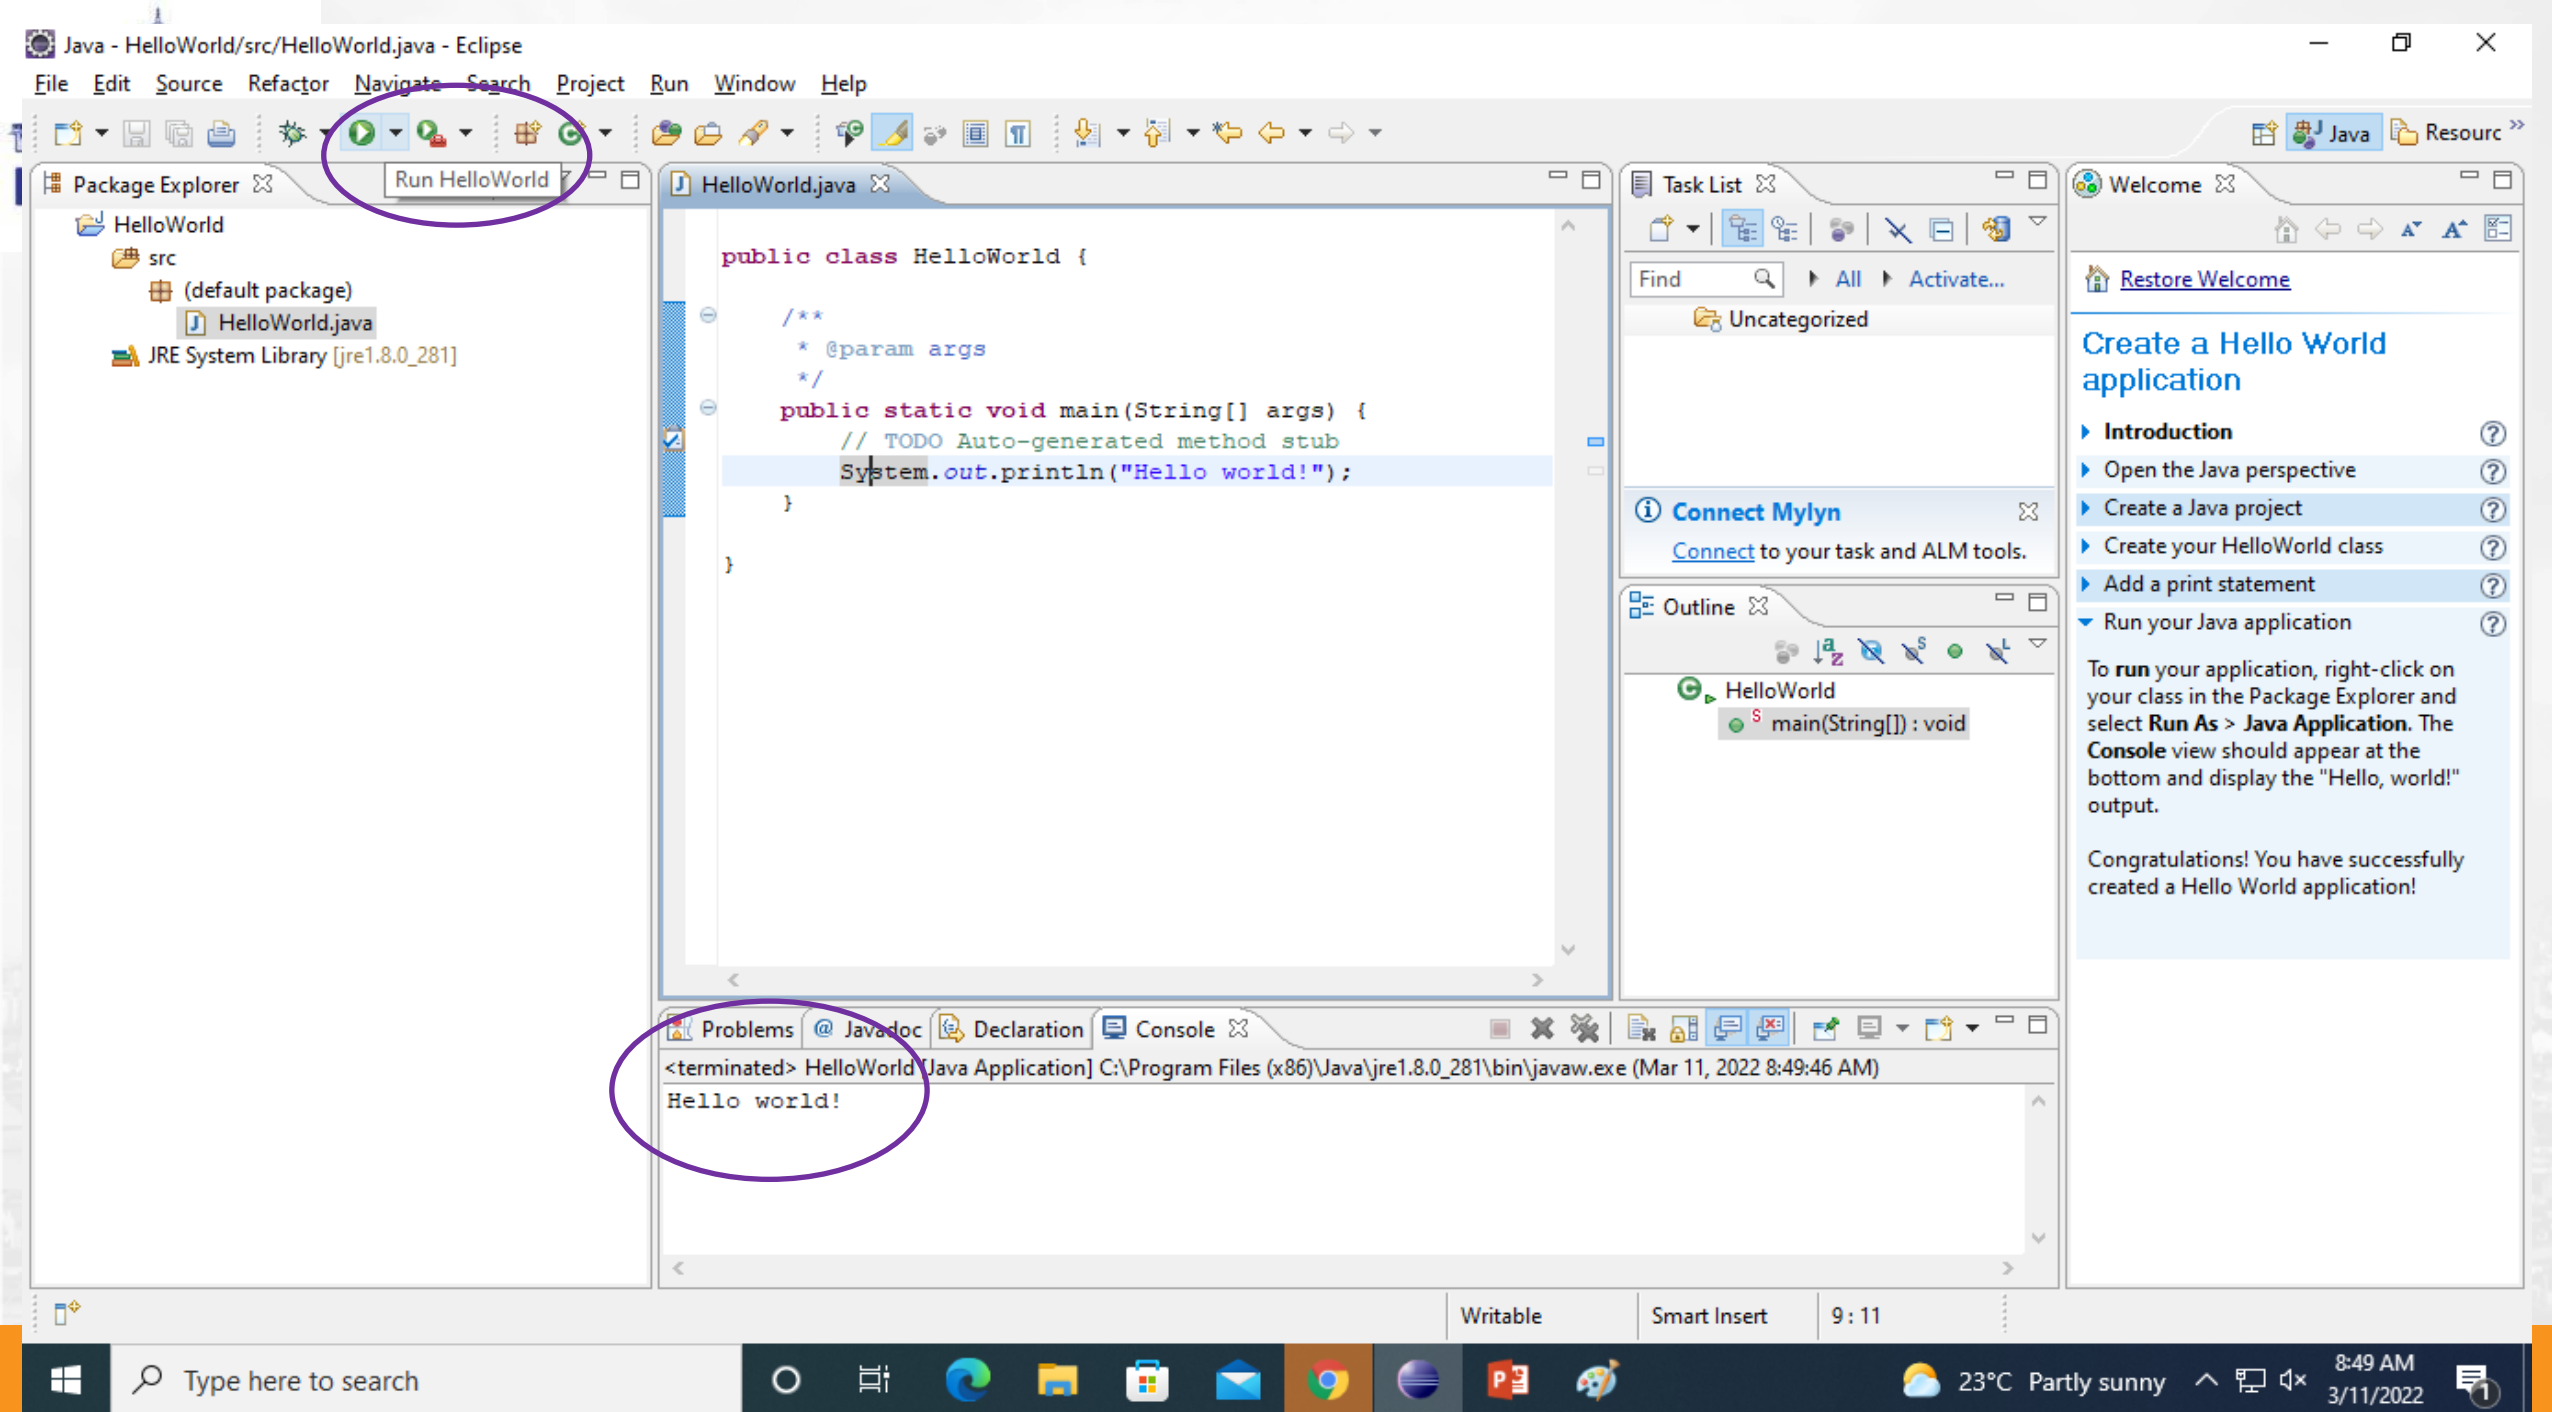 Java - HelloWorld/src/HelloWorld.java - Eclipse
File Edit Source Refactor Navigate Search Project Run Window Help
Java Resourc
Package Explorer
Run HelloWorld
HelloWorld
src
(default package)
HelloWorld.java
JRE System Library [jre1.8.0_281]
HelloWorld.java
public class HelloWorld {
/**
* @param args
*/
public static void main(String[] args) {
// TODO Auto-generated method stub
System.out.println("Hello world!");
}
}
Task List
Find All Activate...
Uncategorized
Connect Mylyn
Connect to your task and ALM tools.
Outline
HelloWorld
main(String[]) : void
Welcome
Restore Welcome
Create a Hello World
application
Introduction
Open the Java perspective
Create a Java project
Create your HelloWorld class
Add a print statement
Run your Java application
To run your application, right-click on
your class in the Package Explorer and
select Run As > Java Application. The
Console view should appear at the
bottom and display the "Hello, world!"
output.
Congratulations! You have successfully
created a Hello World application!
Problems @ Javadoc Declaration Console
<terminated> HelloWorld [Java Application] C:\Program Files (x86)\Java\jre1.8.0_281\bin\javaw.exe (Mar 11, 2022 8:49:46 AM)
Hello world!
Writable Smart Insert 9 : 11
Type here to search
23°C Partly sunny
8:49 AM
3/11/2022
1